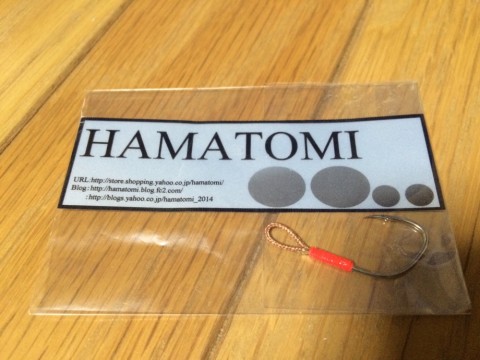 HAMATOMI
URL:http://store.shopping.yahoo.co.jp/hamatomi/
Blog:http://hamatomi.blog.fc2.com/
:http://blogs.yahoo.co.jp/hamatomi_2014